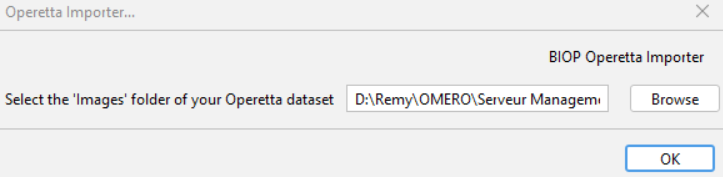 Operetta Importer...
BIOP Operetta Importer
Select the 'Images' folder of your Operetta dataset D:\Remy\OMERO\Serveur Managem Browse
OK